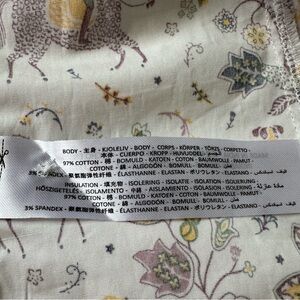 BODY - 主身 - KJOLELIV - BODY - CORPS - KÖRPER - TÖRZS - CORPETTO -
本体 - CUERPO - KROPP - HUVUDDEL -
97% COTTON - 棉 - BOMULD - KATOEN - COTON - BAUMWOLLE - PAMUT -
COTONE - 綿 - ALGODÓN - BOMULL - BOMULL -
3% SPANDEX - 聚氨酯弹性纤维 - ELASTHANNE - ELASTAN - ポリウレタン - ELASTANO -
INSULATION - 填充物 - ISOLERING - ISOLATIE - ISOLATION - ISOLIERUNG -
HŐSZIGETELÉS - ISOLAMENTO - 中綿 - AISLAMIENTO - ISOLASJON - ISOLERING -
97% COTTON - 棉 - BOMULD - KATOEN - COTON - BAUMWOLLE - PAMUT -
COTONE - 綿 - ALGODÓN - BOMULL - BOMULL -
3% SPANDEX - 聚氨酯弹性纤维 - ÉLASTHANNE - ELASTAN - ポリウレタン - ELASTANO -